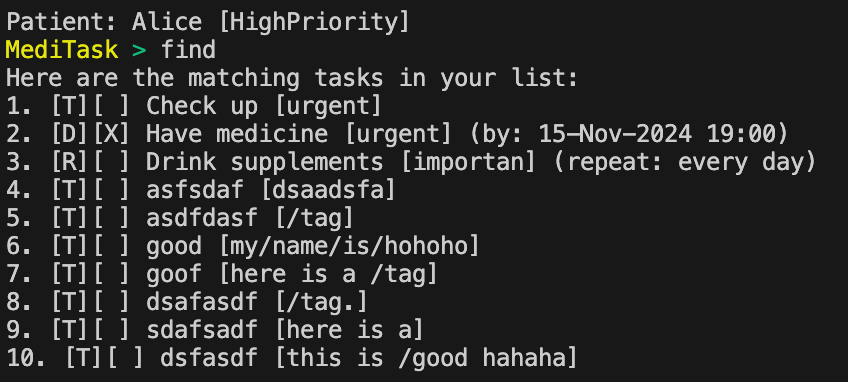 Patient: Alice [HighPriority]
MediTask > find
Here are the matching tasks in your list:
1. [T][ ] Check up [urgent]
2. [D][X] Have medicine [urgent] (by: 15-Nov-2024 19:00)
3. [R][ ] Drink supplements [importan] (repeat: every day)
4. [T][ ] asfsdaf [dsaadsfa]
5. [T][ ] asdfdasf [/tag]
6. [T][ ] good [my/name/is/hohoho]
7. [T][ ] goof [here is a /tag]
8. [T][ ] dsafasdf [/tag.]
9. [T][ ] sdafsadf [here is a]
10. [T][ ] dsfasdf [this is /good hahaha]